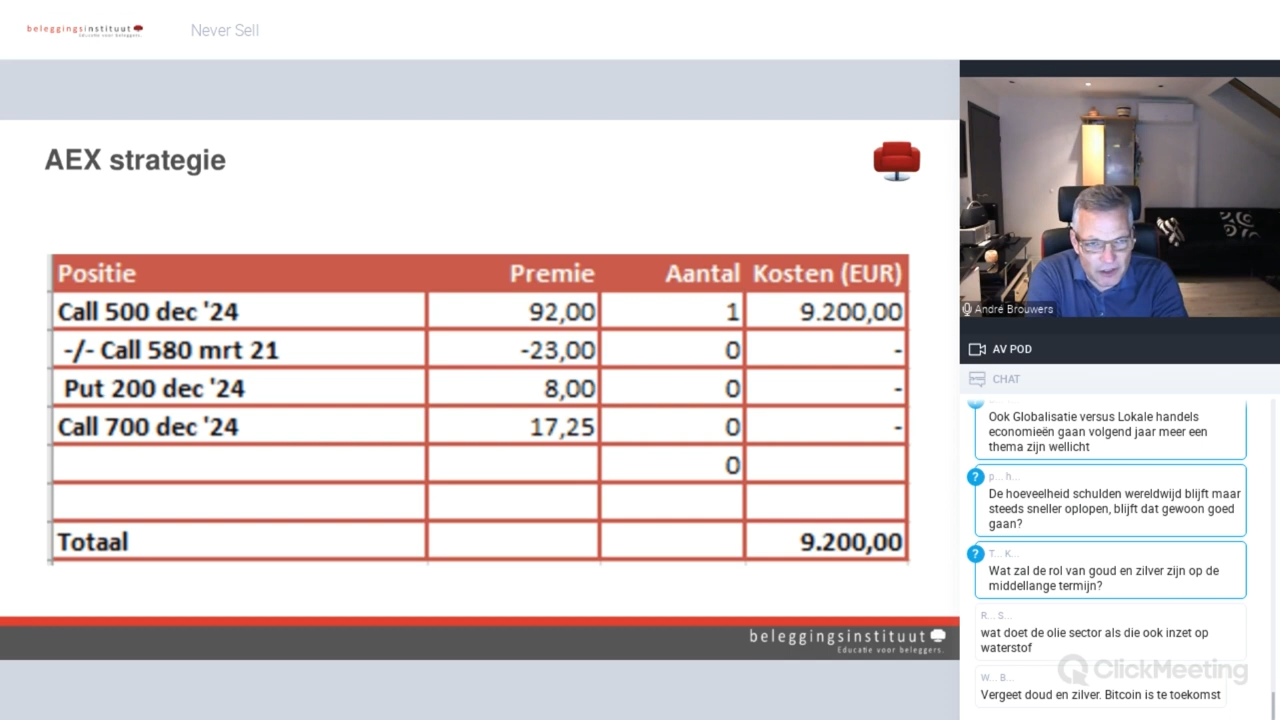 beleggingsinstituut
Educatie voor beleggers.
Never Sell
AEX strategie
Positie Premie Aantal Kosten (EUR)
Call 500 dec '24 92,00 1 9.200,00
-/- Call 580 mrt 21 -23,00 0 -
Put 200 dec '24 8,00 0 -
Call 700 dec '24 17,25 0 -
0
Totaal 9.200,00
beleggingsinstituut
Educatie voor beleggers.
André Brouwers
AV POD
CHAT
Ook Globalisatie versus Lokale handels
economieën gaan volgend jaar meer een
thema zijn wellicht
?
p... h...
De hoeveelheid schulden wereldwijd blijft maar
steeds sneller oplopen, blijft dat gewoon goed
gaan?
?
T... K...
Wat zal de rol van goud en zilver zijn op de
middellange termijn?
R... S...
wat doet de olie sector als die ook inzet op
waterstof
ClickMeeting
W... B...
Vergeet doud en zilver. Bitcoin is te toekomst